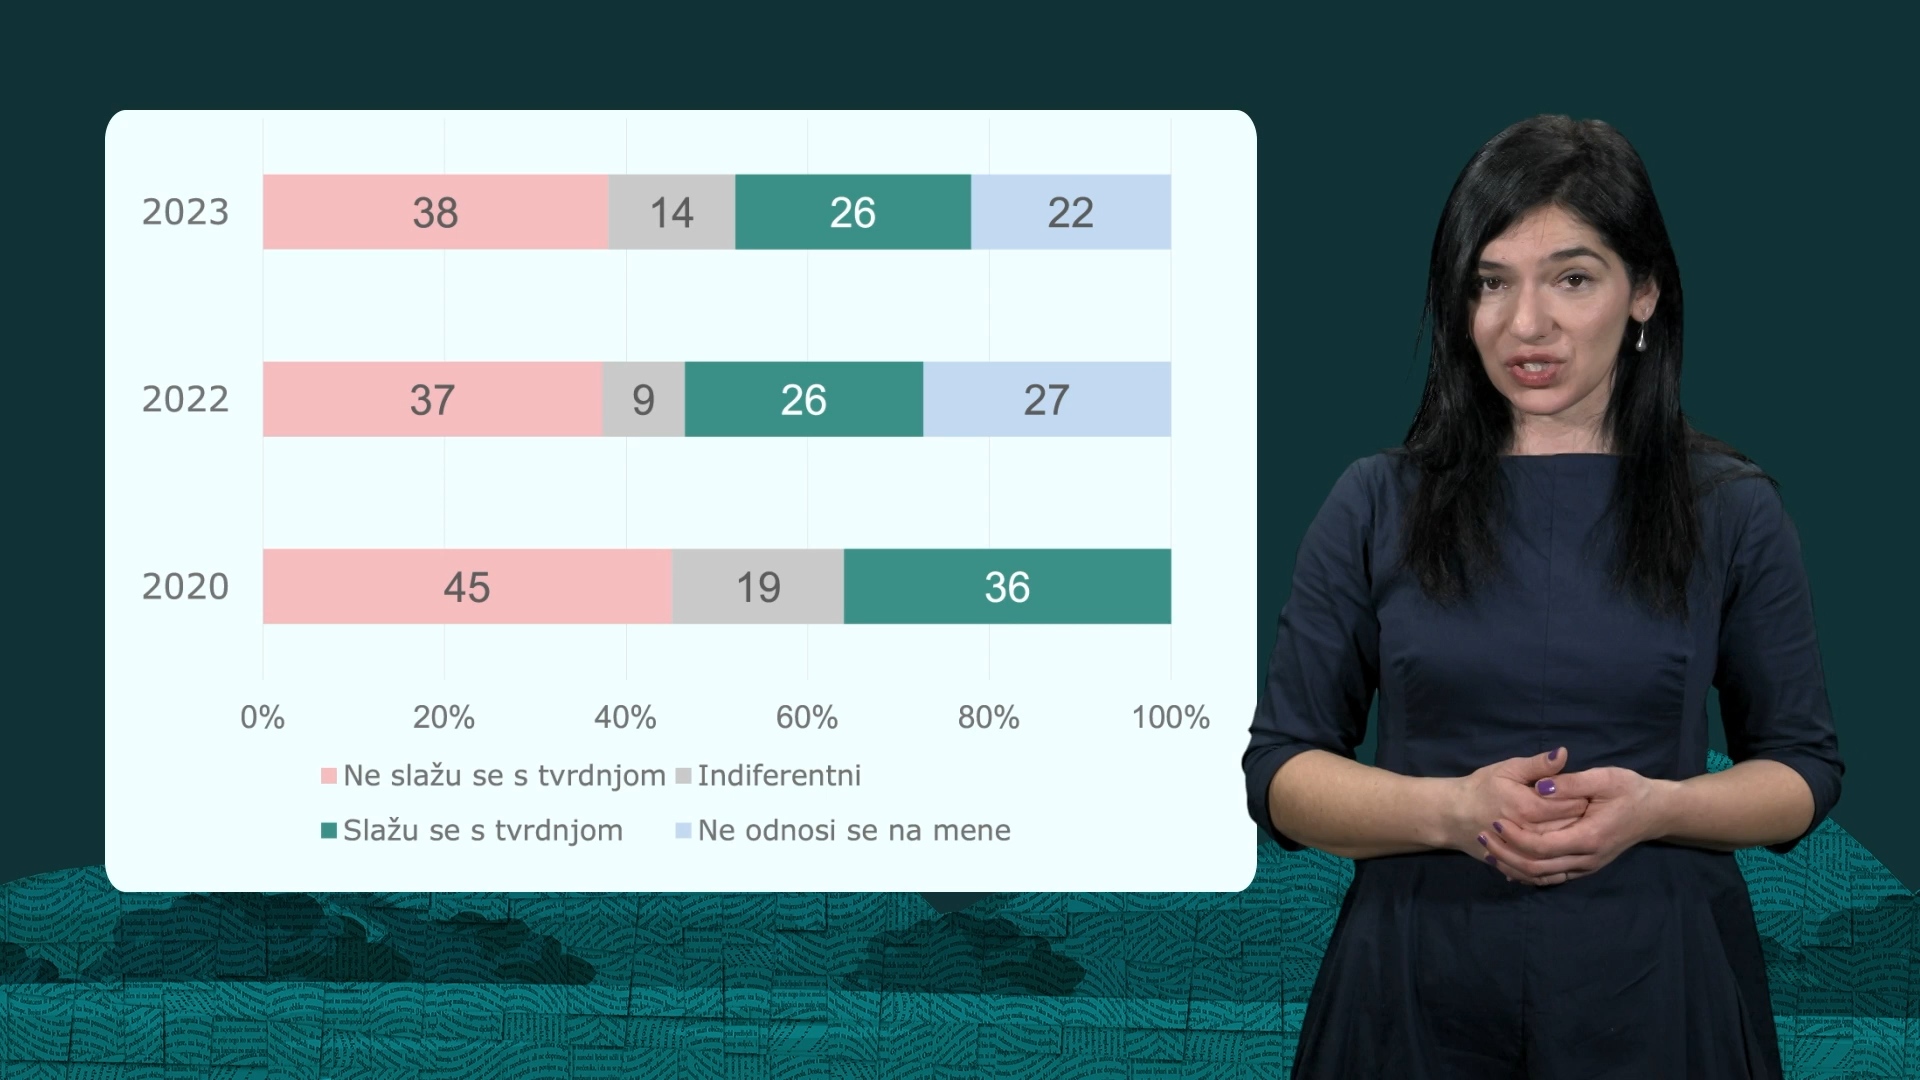 2023 38 14 26 22
2022 37 9 26 27
2020 45 19 36
0% 20% 40% 60% 80% 100%
Ne slažu se s tvrdnjom Indiferentni
Slažu se s tvrdnjom Ne odnosi se na mene